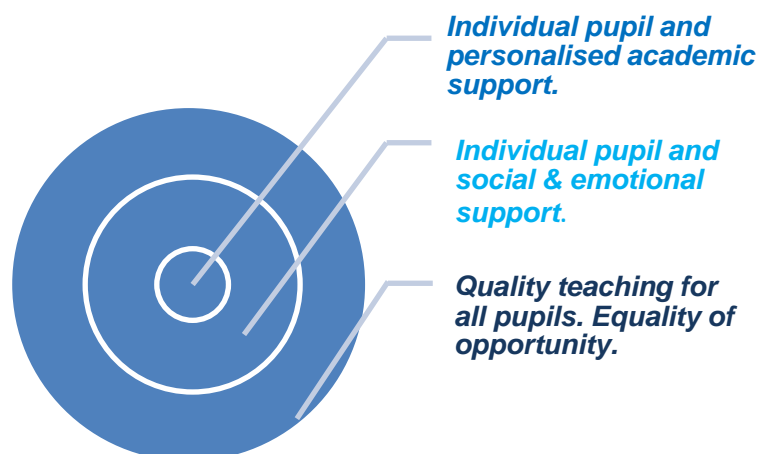 Individual pupil and
personalised academic
support.
Individual pupil and
social & emotional
support.
Quality teaching for
all pupils. Equality of
opportunity.